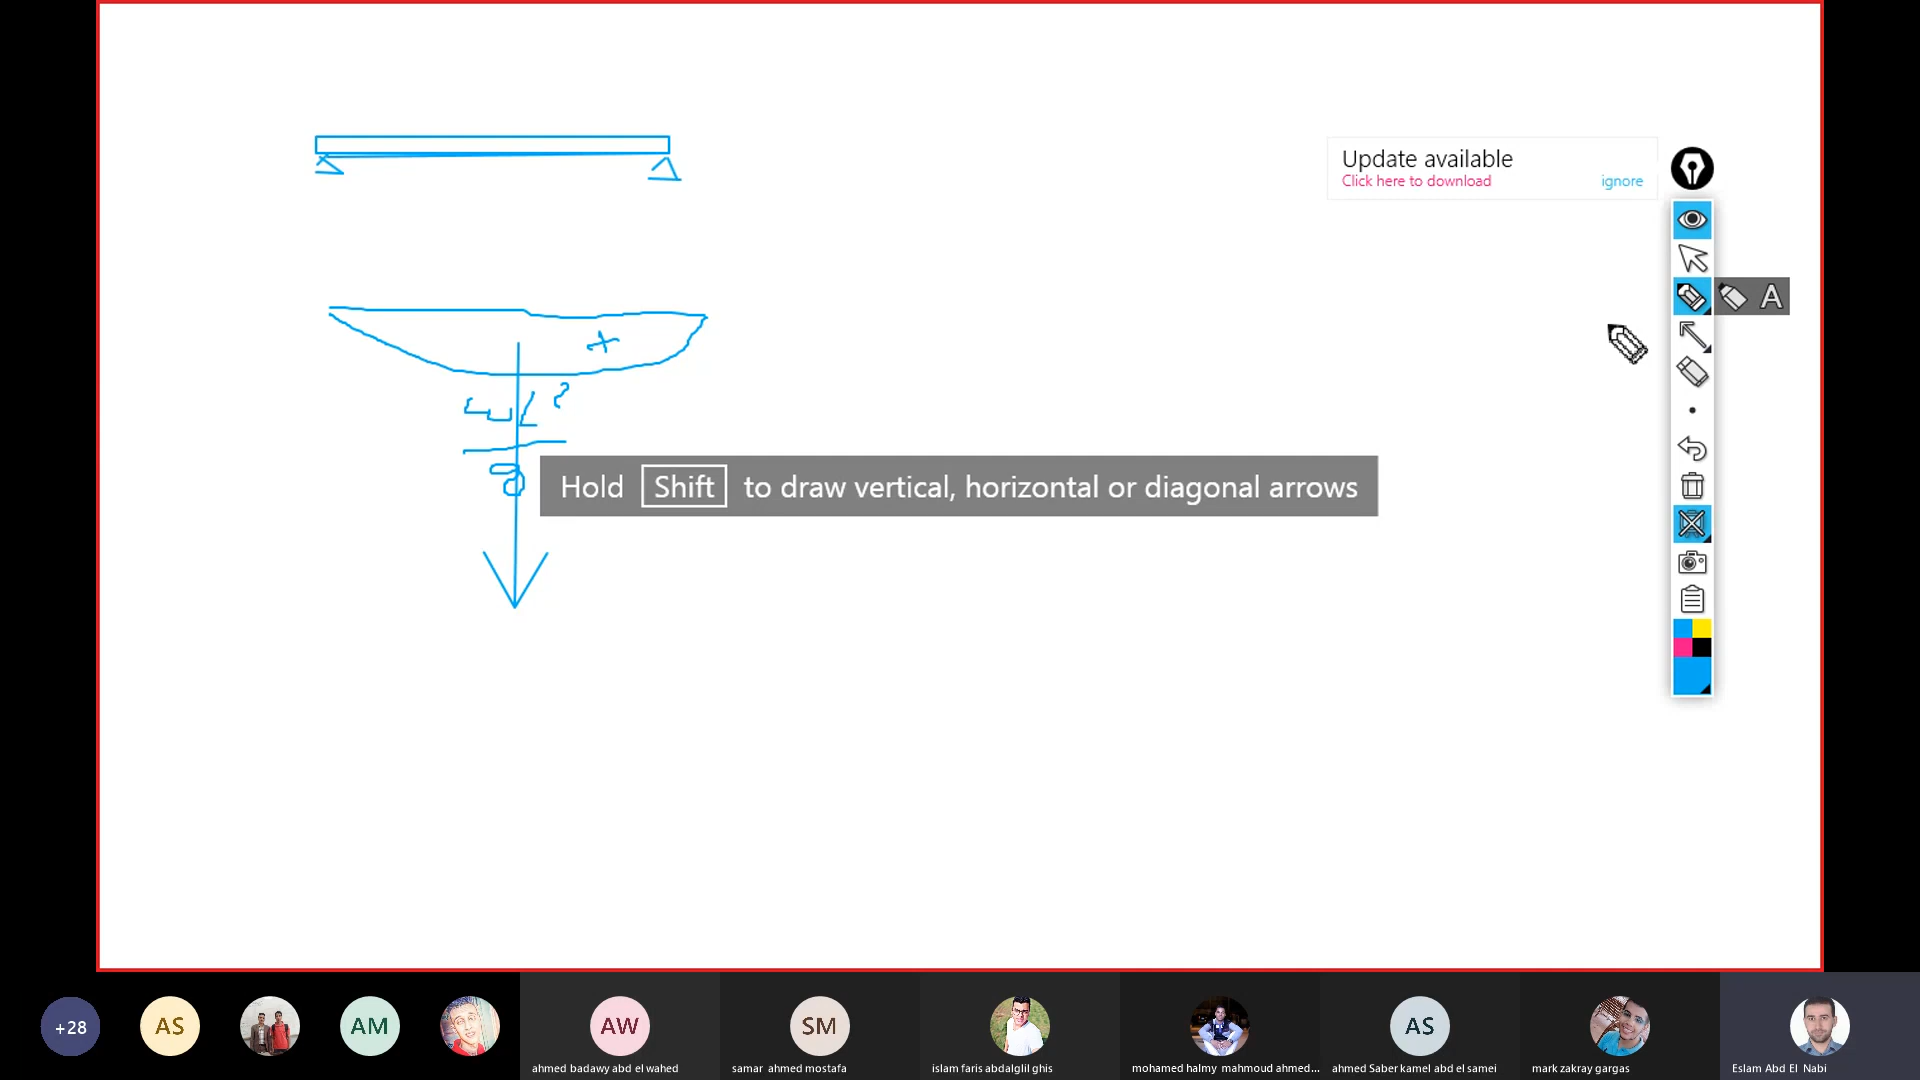 Update available
Click here to download
ignore
A
+
wL²
8
Hold Shift to draw vertical, horizontal or diagonal arrows
+28
AS
AM
AW
SM
AS
ahmed badawy abd el wahed
samar ahmed mostafa
islam faris abdalglil ghis
mohamed halmy mahmoud ahmed...
ahmed Saber kamel abd el samei
mark zakray gargas
Eslam Abd El Nabi